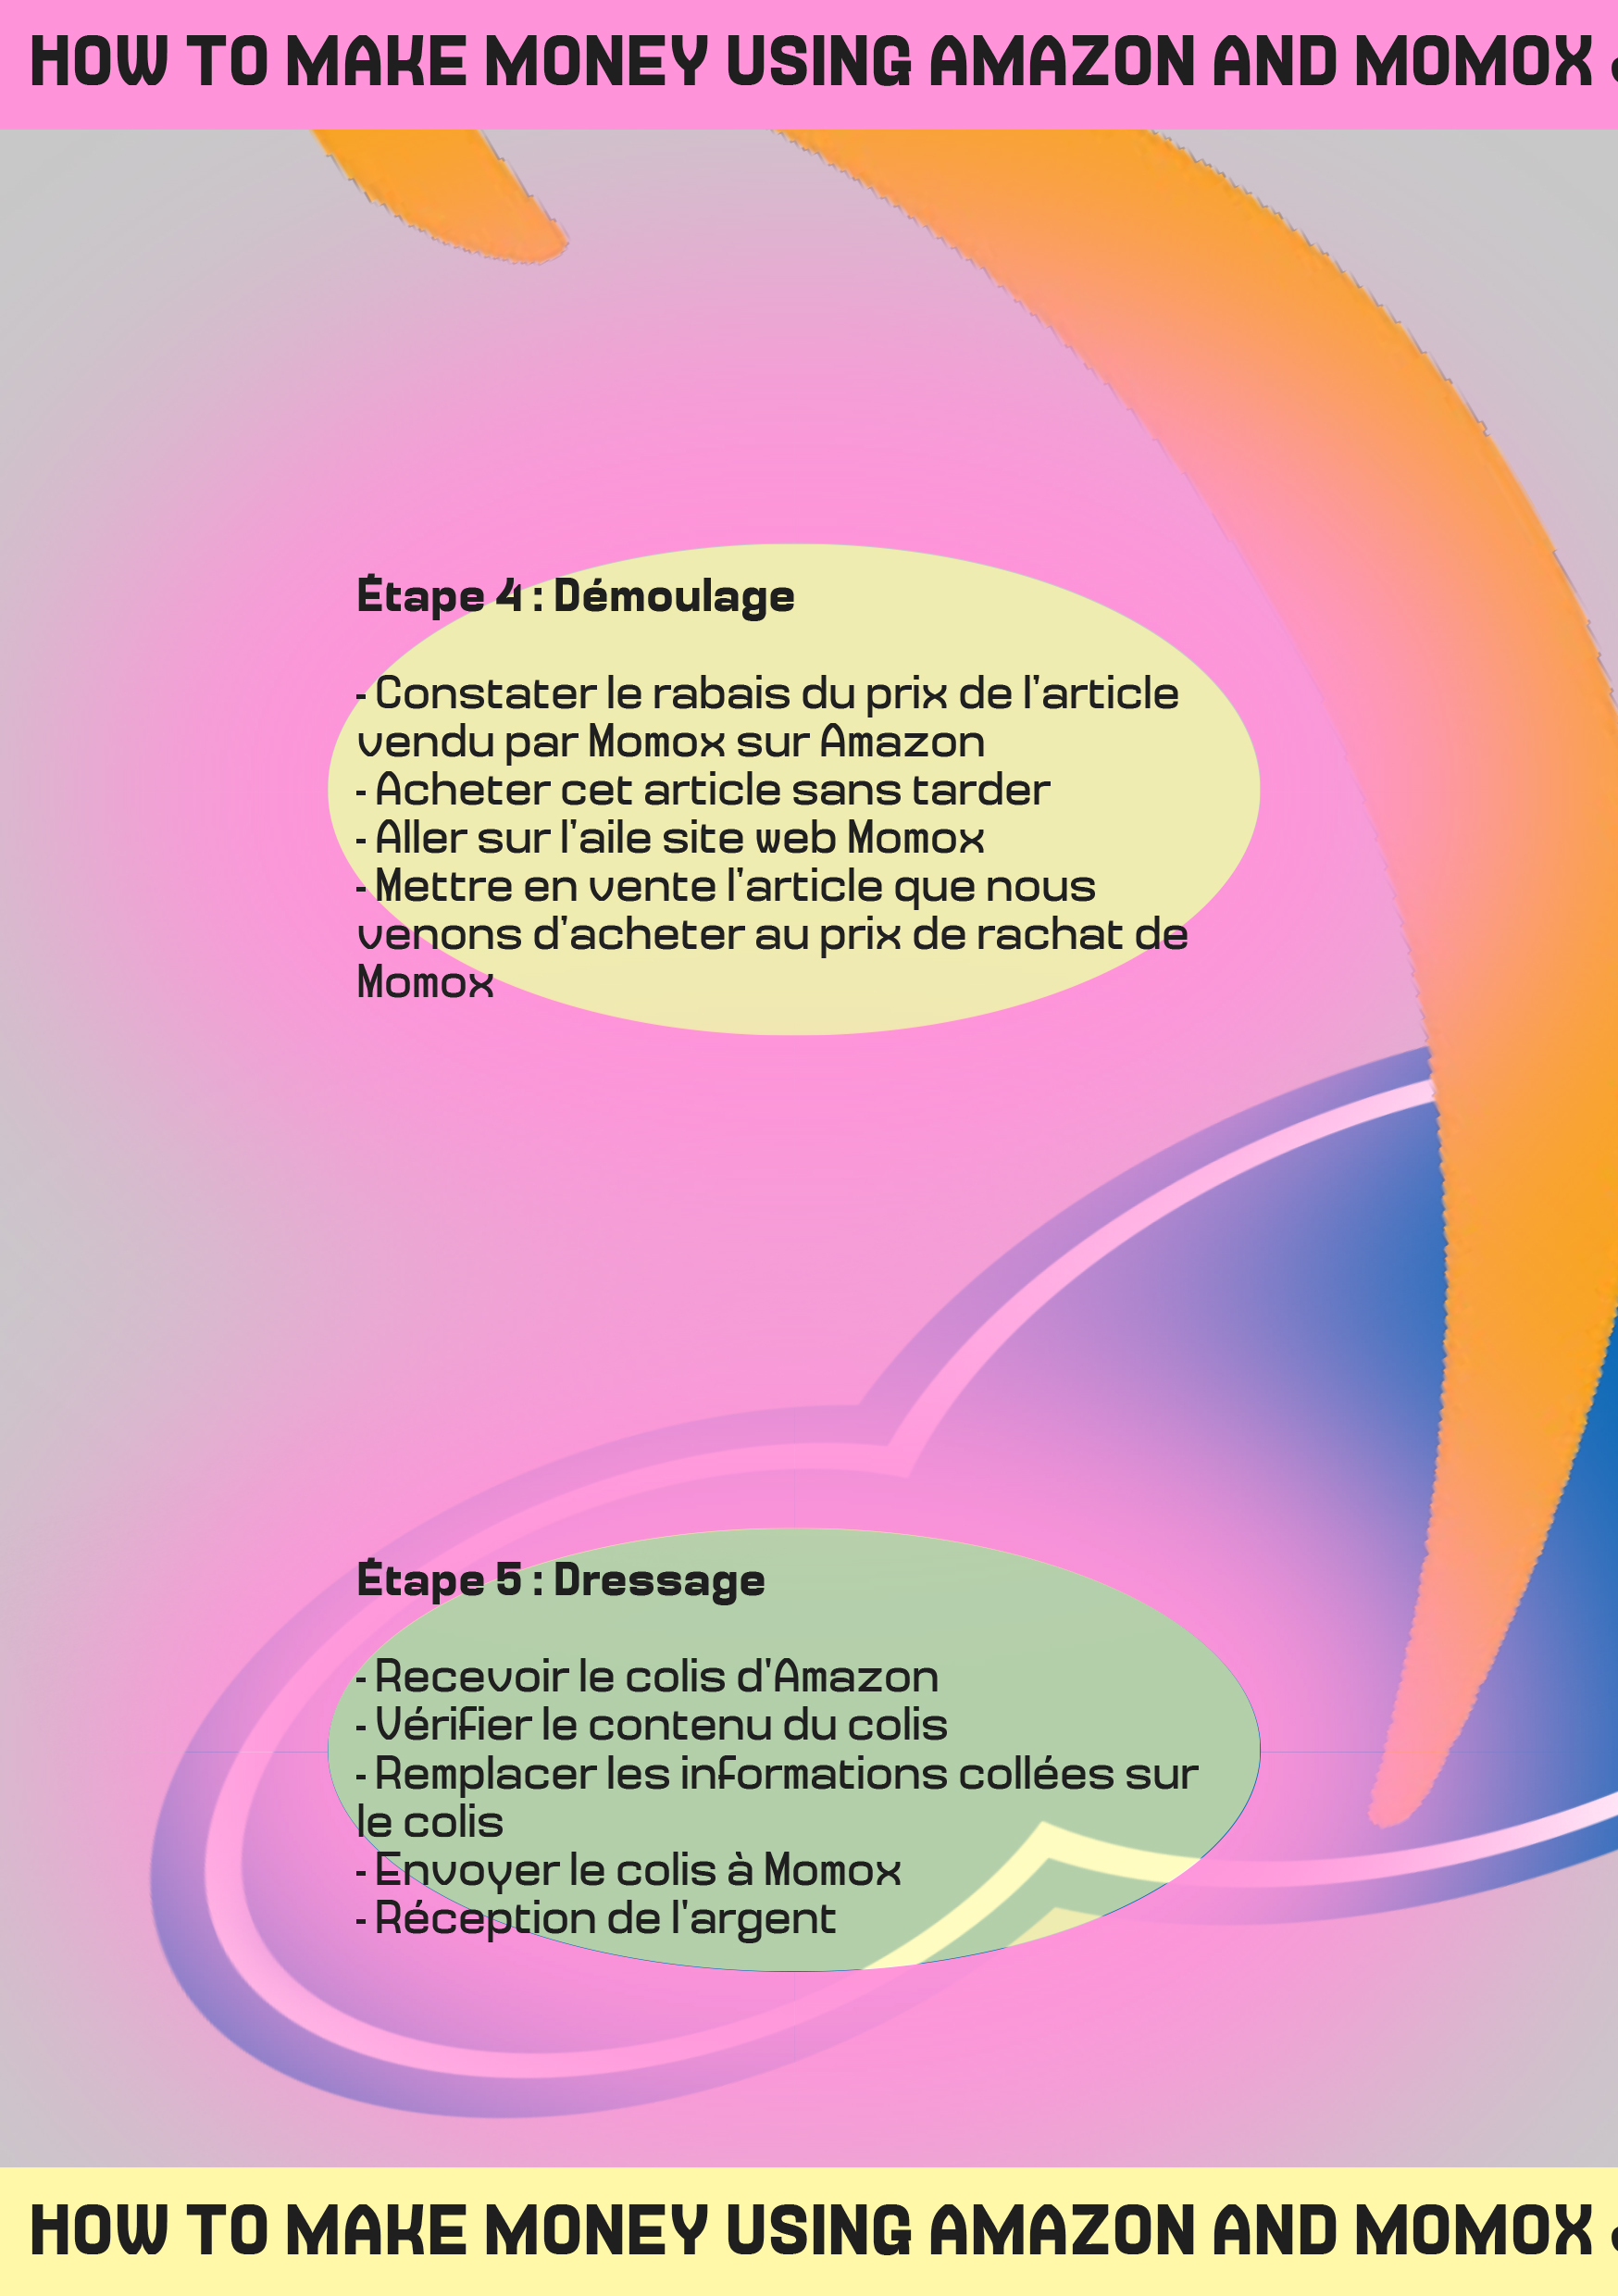 HOW TO MAKE MONEY USING AMAZON AND MOMOX
Étape 4 : Démoulage
- Constater le rabais du prix de l'article
vendu par Momox sur Amazon
- Acheter cet article sans tarder
- Aller sur l'aile site web Momox
- Mettre en vente l'article que nous
venons d'acheter au prix de rachat de
Momox
Étape 5 : Dressage
- Recevoir le colis d'Amazon
- Vérifier le contenu du colis
- Remplacer les informations collées sur
le colis
- Envoyer le colis à Momox
- Réception de l'argent
HOW TO MAKE MONEY USING AMAZON AND MOMOX